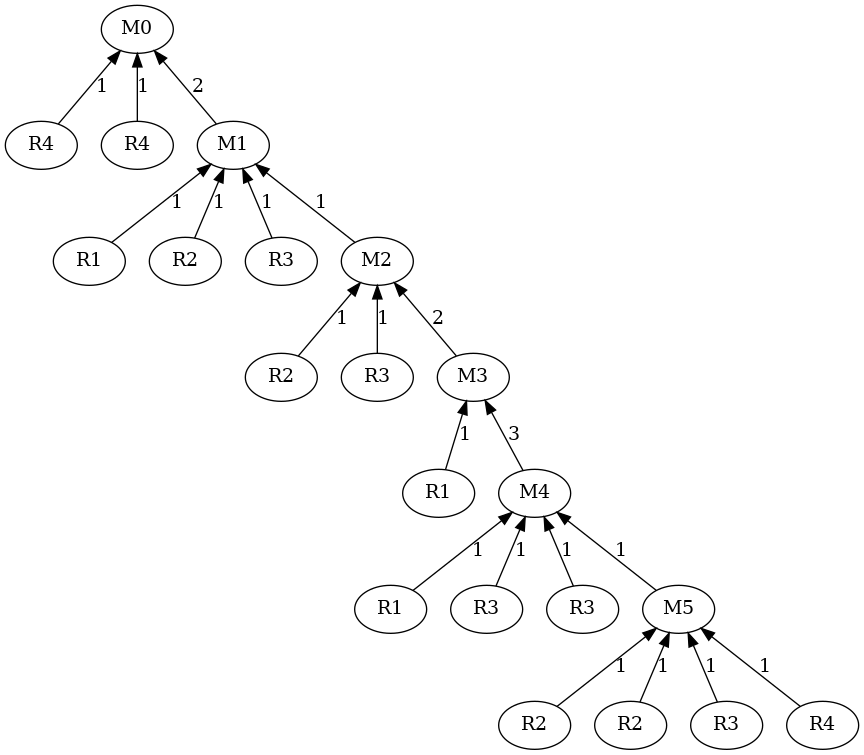 M0
1 1 2
R4 R4 M1
1 1 1 1
R1 R2 R3 M2
1 1 2
R2 R3 M3
1 3
R1 M4
1 1 1 1
R1 R3 R3 M5
1 1 1 1
R2 R2 R3 R4